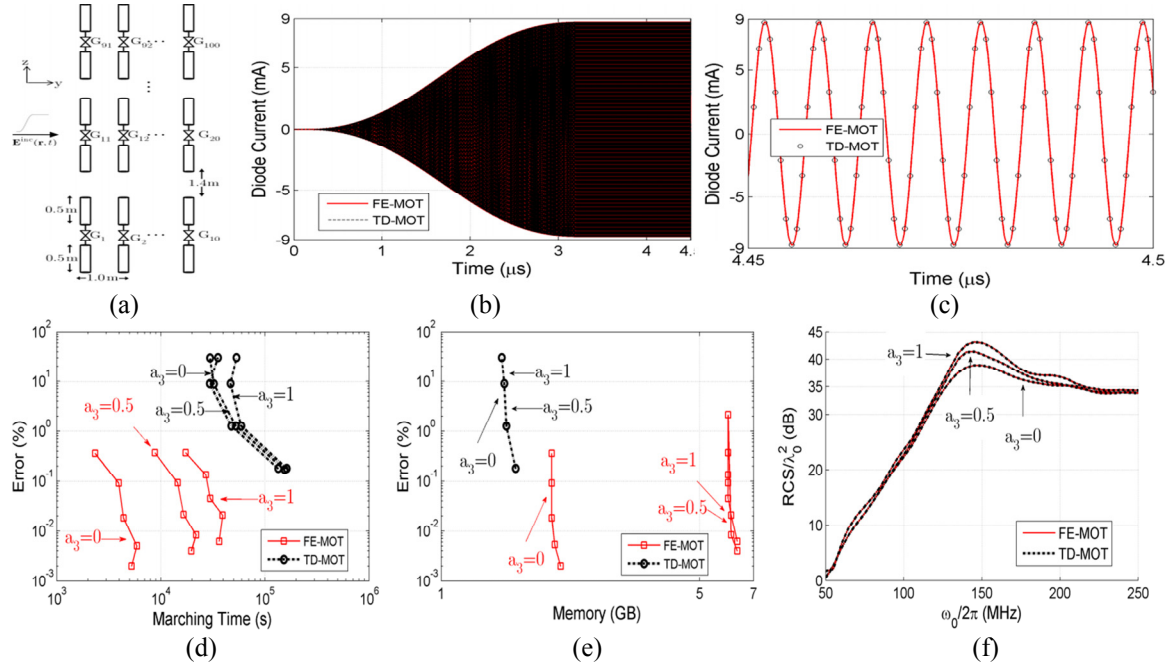 G91 G92 ··· G100
z
y
E^inc(r, t)
G11 G12 ··· G20
1.4m
0.5m
G1 G2 ··· G10
0.5m
1.0m
(a)
Diode Current (mA)
9
5
0
-5
-9
FE-MOT
TD-MOT
0 1 2 3 4 4.
Time (μs)
(b)
Diode Current (mA)
9
5
0
-5
-9
FE-MOT
TD-MOT
4.45 4.5
Time (μs)
(c)
Error (%)
10^2
10^1
10^0
10^-1
10^-2
10^-3
a3=0
a3=0.5
a3=1
a3=0.5
a3=1
a3=0
FE-MOT
TD-MOT
10^2 10^3 10^4 10^5 10^6
Marching Time (s)
(d)
Error (%)
10^2
10^1
10^0
10^-1
10^-2
10^-3
a3=1
a3=0.5
a3=0
a3=1
a3=0.5
a3=0
FE-MOT
TD-MOT
1 5 7
Memory (GB)
(e)
RCS/λ0^2 (dB)
45
40
35
30
20
10
0
a3=1
a3=0.5
a3=0
FE-MOT
TD-MOT
50 100 150 200 250
ω0/2π (MHz)
(f)